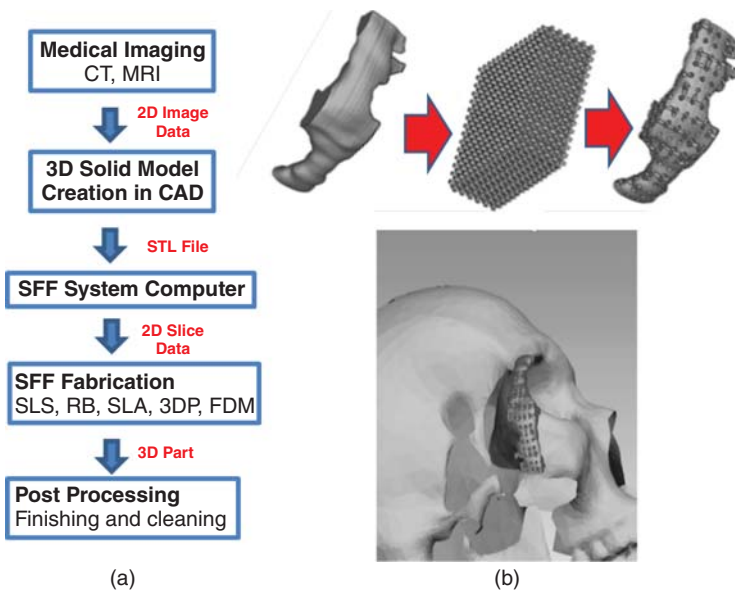 Medical Imaging
CT, MRI
2D Image
Data
3D Solid Model
Creation in CAD
STL File
SFF System Computer
2D Slice
Data
SFF Fabrication
SLS, RB, SLA, 3DP, FDM
3D Part
Post Processing
Finishing and cleaning
(a)
(b)